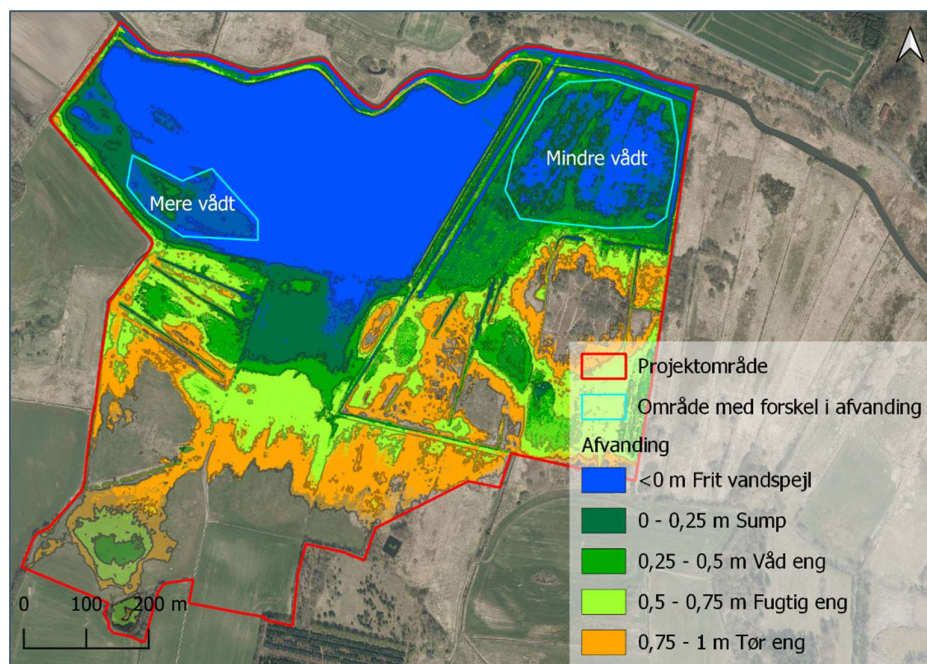 Mindre vådt
Mere vådt
Projektområde
Område med forskel i afvanding
Afvanding
<0 m Frit vandspejl
0 - 0,25 m Sump
0,25 - 0,5 m Våd eng
0,5 - 0,75 m Fugtig eng
0,75 - 1 m Tør eng
0 100 200 m